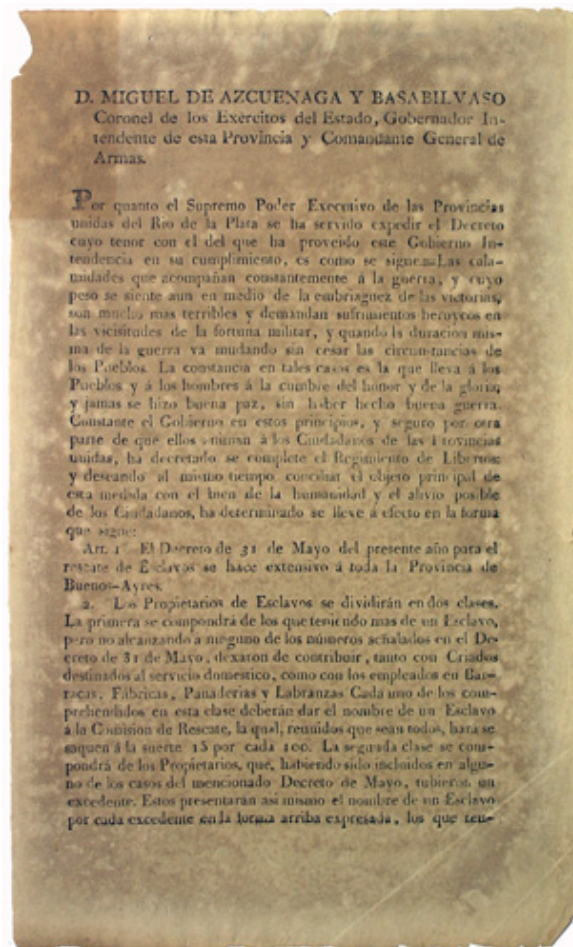 D. MIGUEL DE AZCUENAGA Y BASABILVASO
Coronel de los Exércitos del Estado, Gobernador In-
tendente de esta Provincia y Comandante General de
Armas.
Por quanto el Supremo Poder Executivo de las Provincias
unidas del Rio de la Plata se ha servido expedir el Decreto
cuyo tenor con el del que ha proveido este Gobierno In-
tendencia en su cumplimiento, es como se sigue=Las cala-
midades que acompañan constantemente á la guerra, y cuyo
peso se siente aun en medio de la embriaguez de las victorias,
son mucho mas terribles y demandan sufrimientos heroycos en
las vicisitudes de la fortuna militar, y quando la duracion mis-
ma de la guerra va mudando sin cesar las circunstancias de
los Pueblos. La constancia en tales casos es la que lleva á los
Pueblos y á los hombres á la cumbre del honor y de la gloria;
y jamas se hizo buena paz, sin haber hecho buena guerra.
Constante el Gobierno en estos principios, y seguro por otra
parte de que ellos animan á los Ciudadanos de las Provincias
unidas, ha decretado se complete el Regimiento de Libertos:
y deseando al mismo tiempo conciliar el objeto principal de
esta medida con el bien de la humanidad y el alivio posible
de los Ciudadanos, ha determinado se lleve á efecto en la forma
que sigue:
Art. 1º El Decreto de 31 de Mayo del presente año para el
rescate de Esclavos se hace extensivo á toda la Provincia de
Buenos-Ayres.
2. Los Propietarios de Esclavos se dividirán en dos clases.
La primera se compondrá de los que teniendo mas de un Esclavo,
pero no alcanzando a ninguno de los números señalados en el De-
creto de 31 de Mayo, dexaron de contribuir, tanto con Criados
destinados al servicio domestico, como con los empleados en Bar-
racas, Fábricas, Panaderias y Labranzas Cada uno de los com-
prehendidos en esta clase deberán dar el nombre de un Esclavo
á la Comision de Rescate, la qual, reunidos que sean todos, hara se
saquen á la suerte 15 por cada 100. La segunda clase se com-
pondrá de los Propietarios, que, habiendo sido incluidos en algu-
no de los casos del mencionado Decreto de Mayo, tubieron un
excedente. Estos presentarán asi mismo el nombre de un Esclavo
por cada excedente en la forma arriba expresada, los que ten-